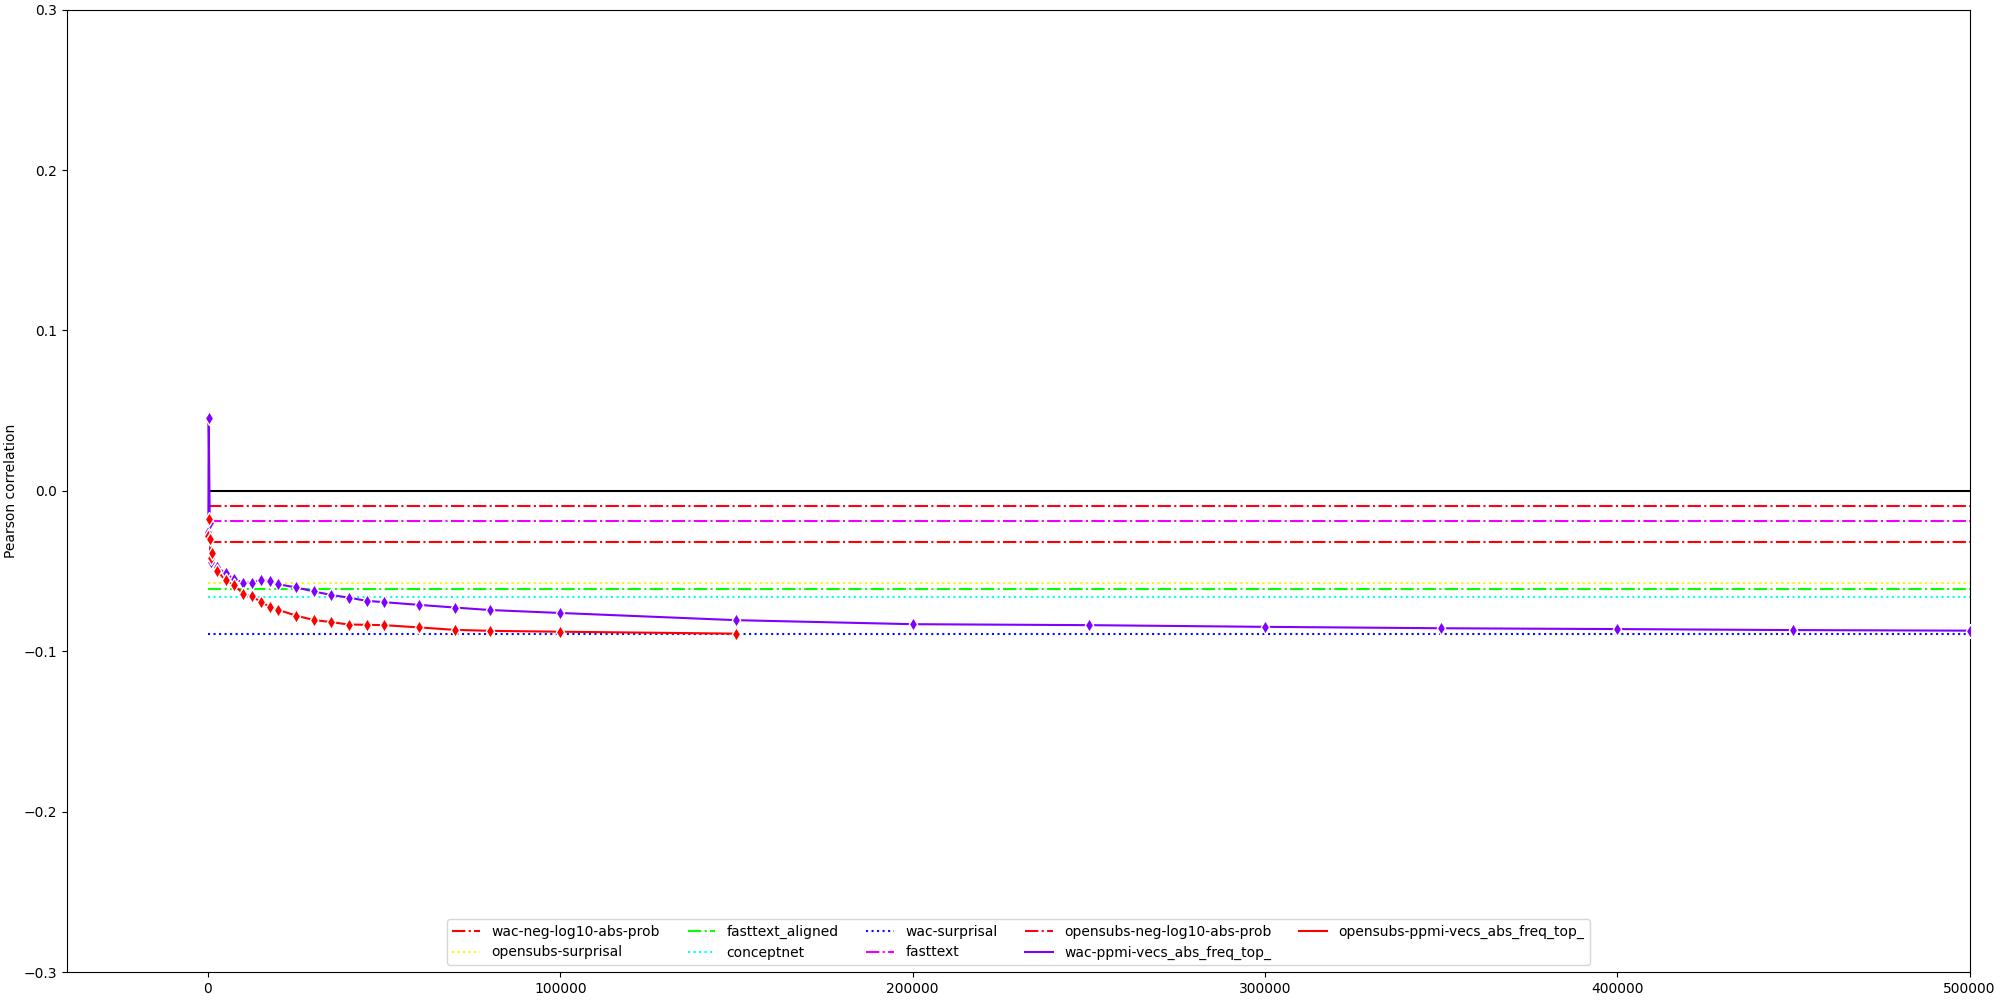 0.3
0.2
0.1
0.0
−0.1
−0.2
−0.3
Pearson correlation
wac-neg-log10-abs-prob
opensubs-surprisal
fasttext_aligned
conceptnet
wac-surprisal
fasttext
opensubs-neg-log10-abs-prob
wac-ppmi-vecs_abs_freq_top_
opensubs-ppmi-vecs_abs_freq_top_
0 100000 200000 300000 400000 500000